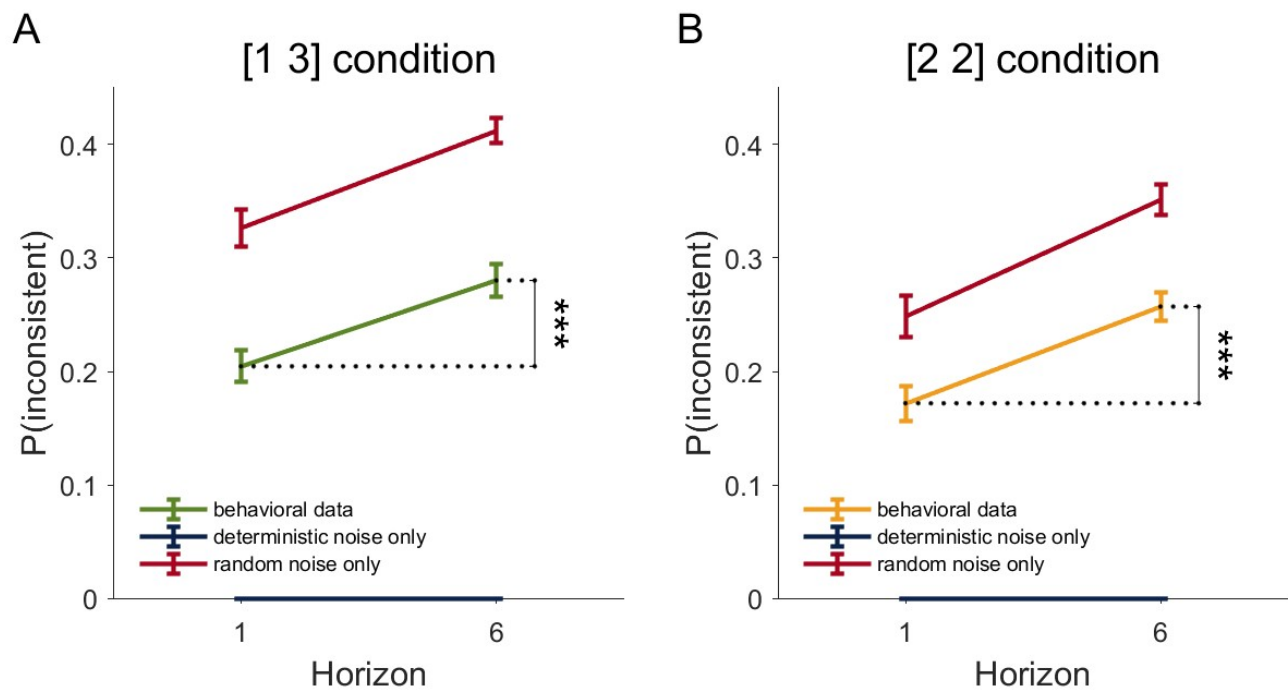 A
[1 3] condition
P(inconsistent)
0.4
0.3
0.2
0.1
0
***
behavioral data
deterministic noise only
random noise only
1
6
Horizon
B
[2 2] condition
P(inconsistent)
0.4
0.3
0.2
0.1
0
***
behavioral data
deterministic noise only
random noise only
1
6
Horizon